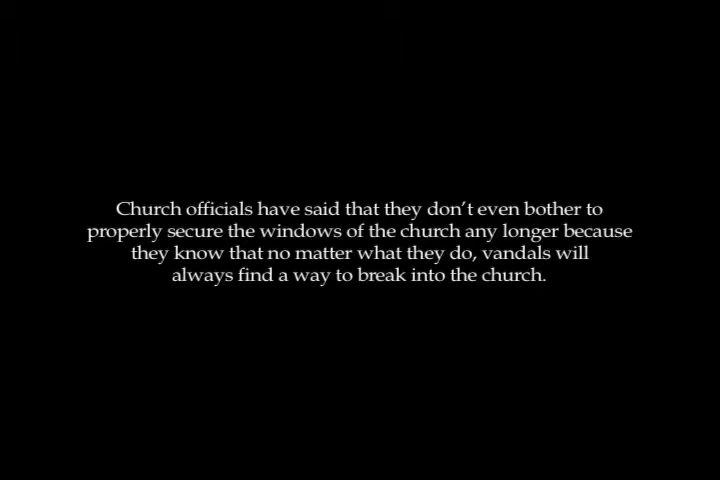 Church officials have said that they don’t even bother to
properly secure the windows of the church any longer because
they know that no matter what they do, vandals will
always find a way to break into the church.